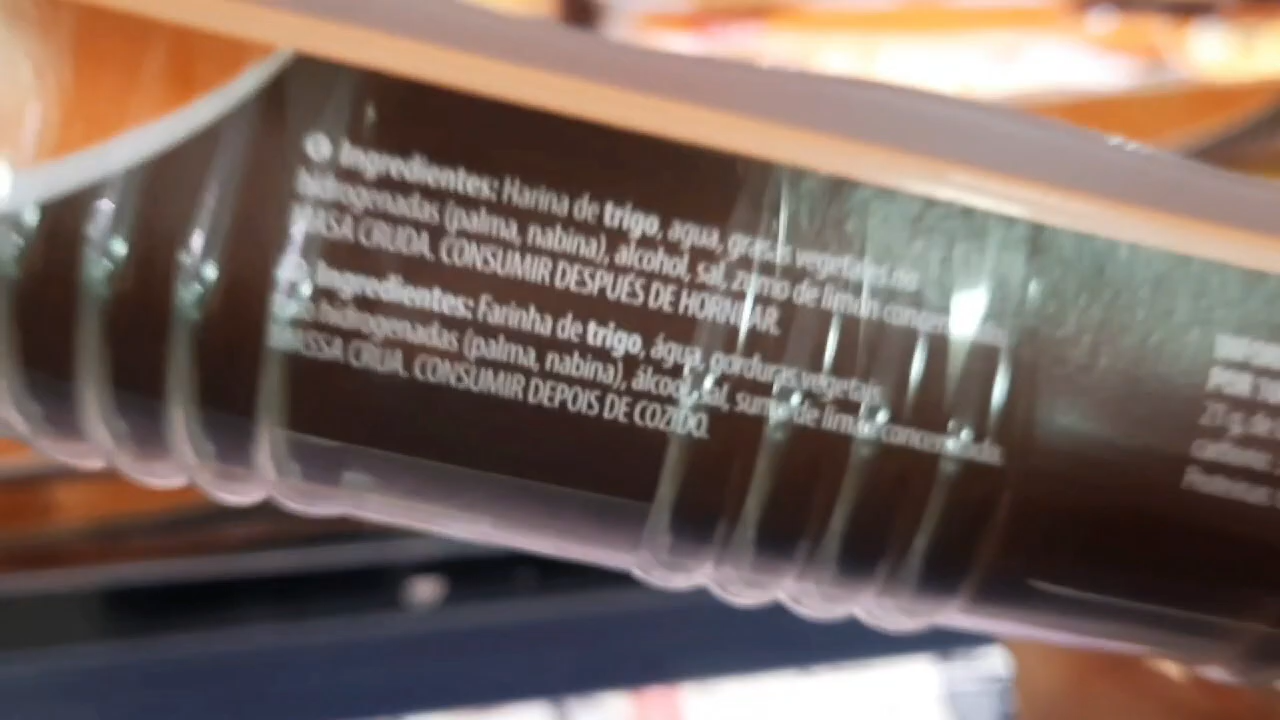 Ingredientes: Harina de trigo, agua, grasas vegetales no
hidrogenadas (palma, nabina), alcohol, sal, zumo de limón concentrado.
MASA CRUDA. CONSUMIR DESPUÉS DE HORNEAR.
Ingredientes: Farinha de trigo, água, gorduras vegetais
hidrogenadas (palma, nabina), álcool, sal, sumo de limão concentrado.
MASSA CRUA. CONSUMIR DEPOIS DE COZIDO.
POR